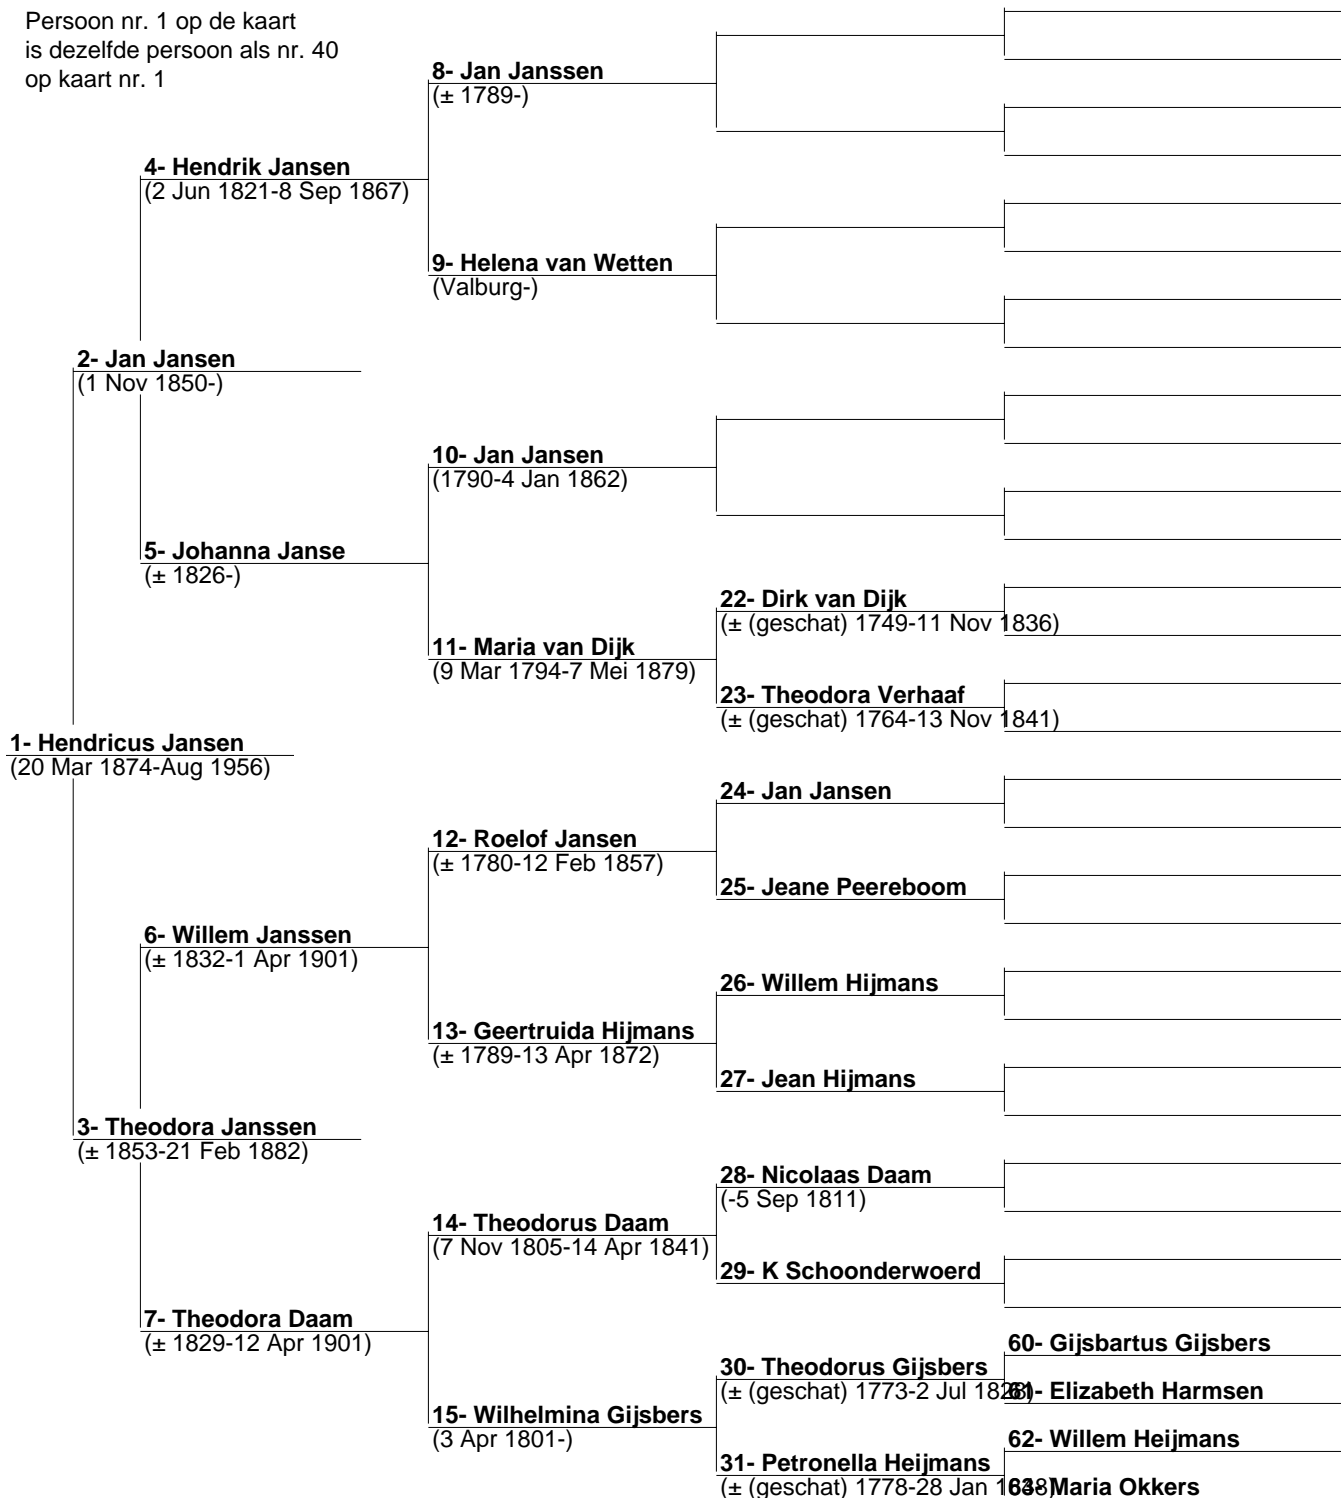 Persoon nr. 1 op de kaart
is dezelfde persoon als nr. 40
op kaart nr. 1
8- Jan Janssen
(± 1789-)
4- Hendrik Jansen
(2 Jun 1821-8 Sep 1867)
9- Helena van Wetten
(Valburg-)
2- Jan Jansen
(1 Nov 1850-)
10- Jan Jansen
(1790-4 Jan 1862)
5- Johanna Janse
(± 1826-)
22- Dirk van Dijk
(± (geschat) 1749-11 Nov 1836)
11- Maria van Dijk
(9 Mar 1794-7 Mei 1879)
23- Theodora Verhaaf
(± (geschat) 1764-13 Nov 1841)
1- Hendricus Jansen
(20 Mar 1874-Aug 1956)
24- Jan Jansen
12- Roelof Jansen
(± 1780-12 Feb 1857)
25- Jeane Peereboom
6- Willem Janssen
(± 1832-1 Apr 1901)
26- Willem Hijmans
13- Geertruida Hijmans
(± 1789-13 Apr 1872)
27- Jean Hijmans
3- Theodora Janssen
(± 1853-21 Feb 1882)
28- Nicolaas Daam
(-5 Sep 1811)
14- Theodorus Daam
(7 Nov 1805-14 Apr 1841)
29- K Schoonderwoerd
7- Theodora Daam
(± 1829-12 Apr 1901)
60- Gijsbartus Gijsbers
30- Theodorus Gijsbers
(± (geschat) 1773-2 Jul
61- Elizabeth Harmsen
15- Wilhelmina Gijsbers
(3 Apr 1801-)
62- Willem Heijmans
31- Petronella Heijmans
(± (geschat) 1778-28 Jan
63- Maria Okkers